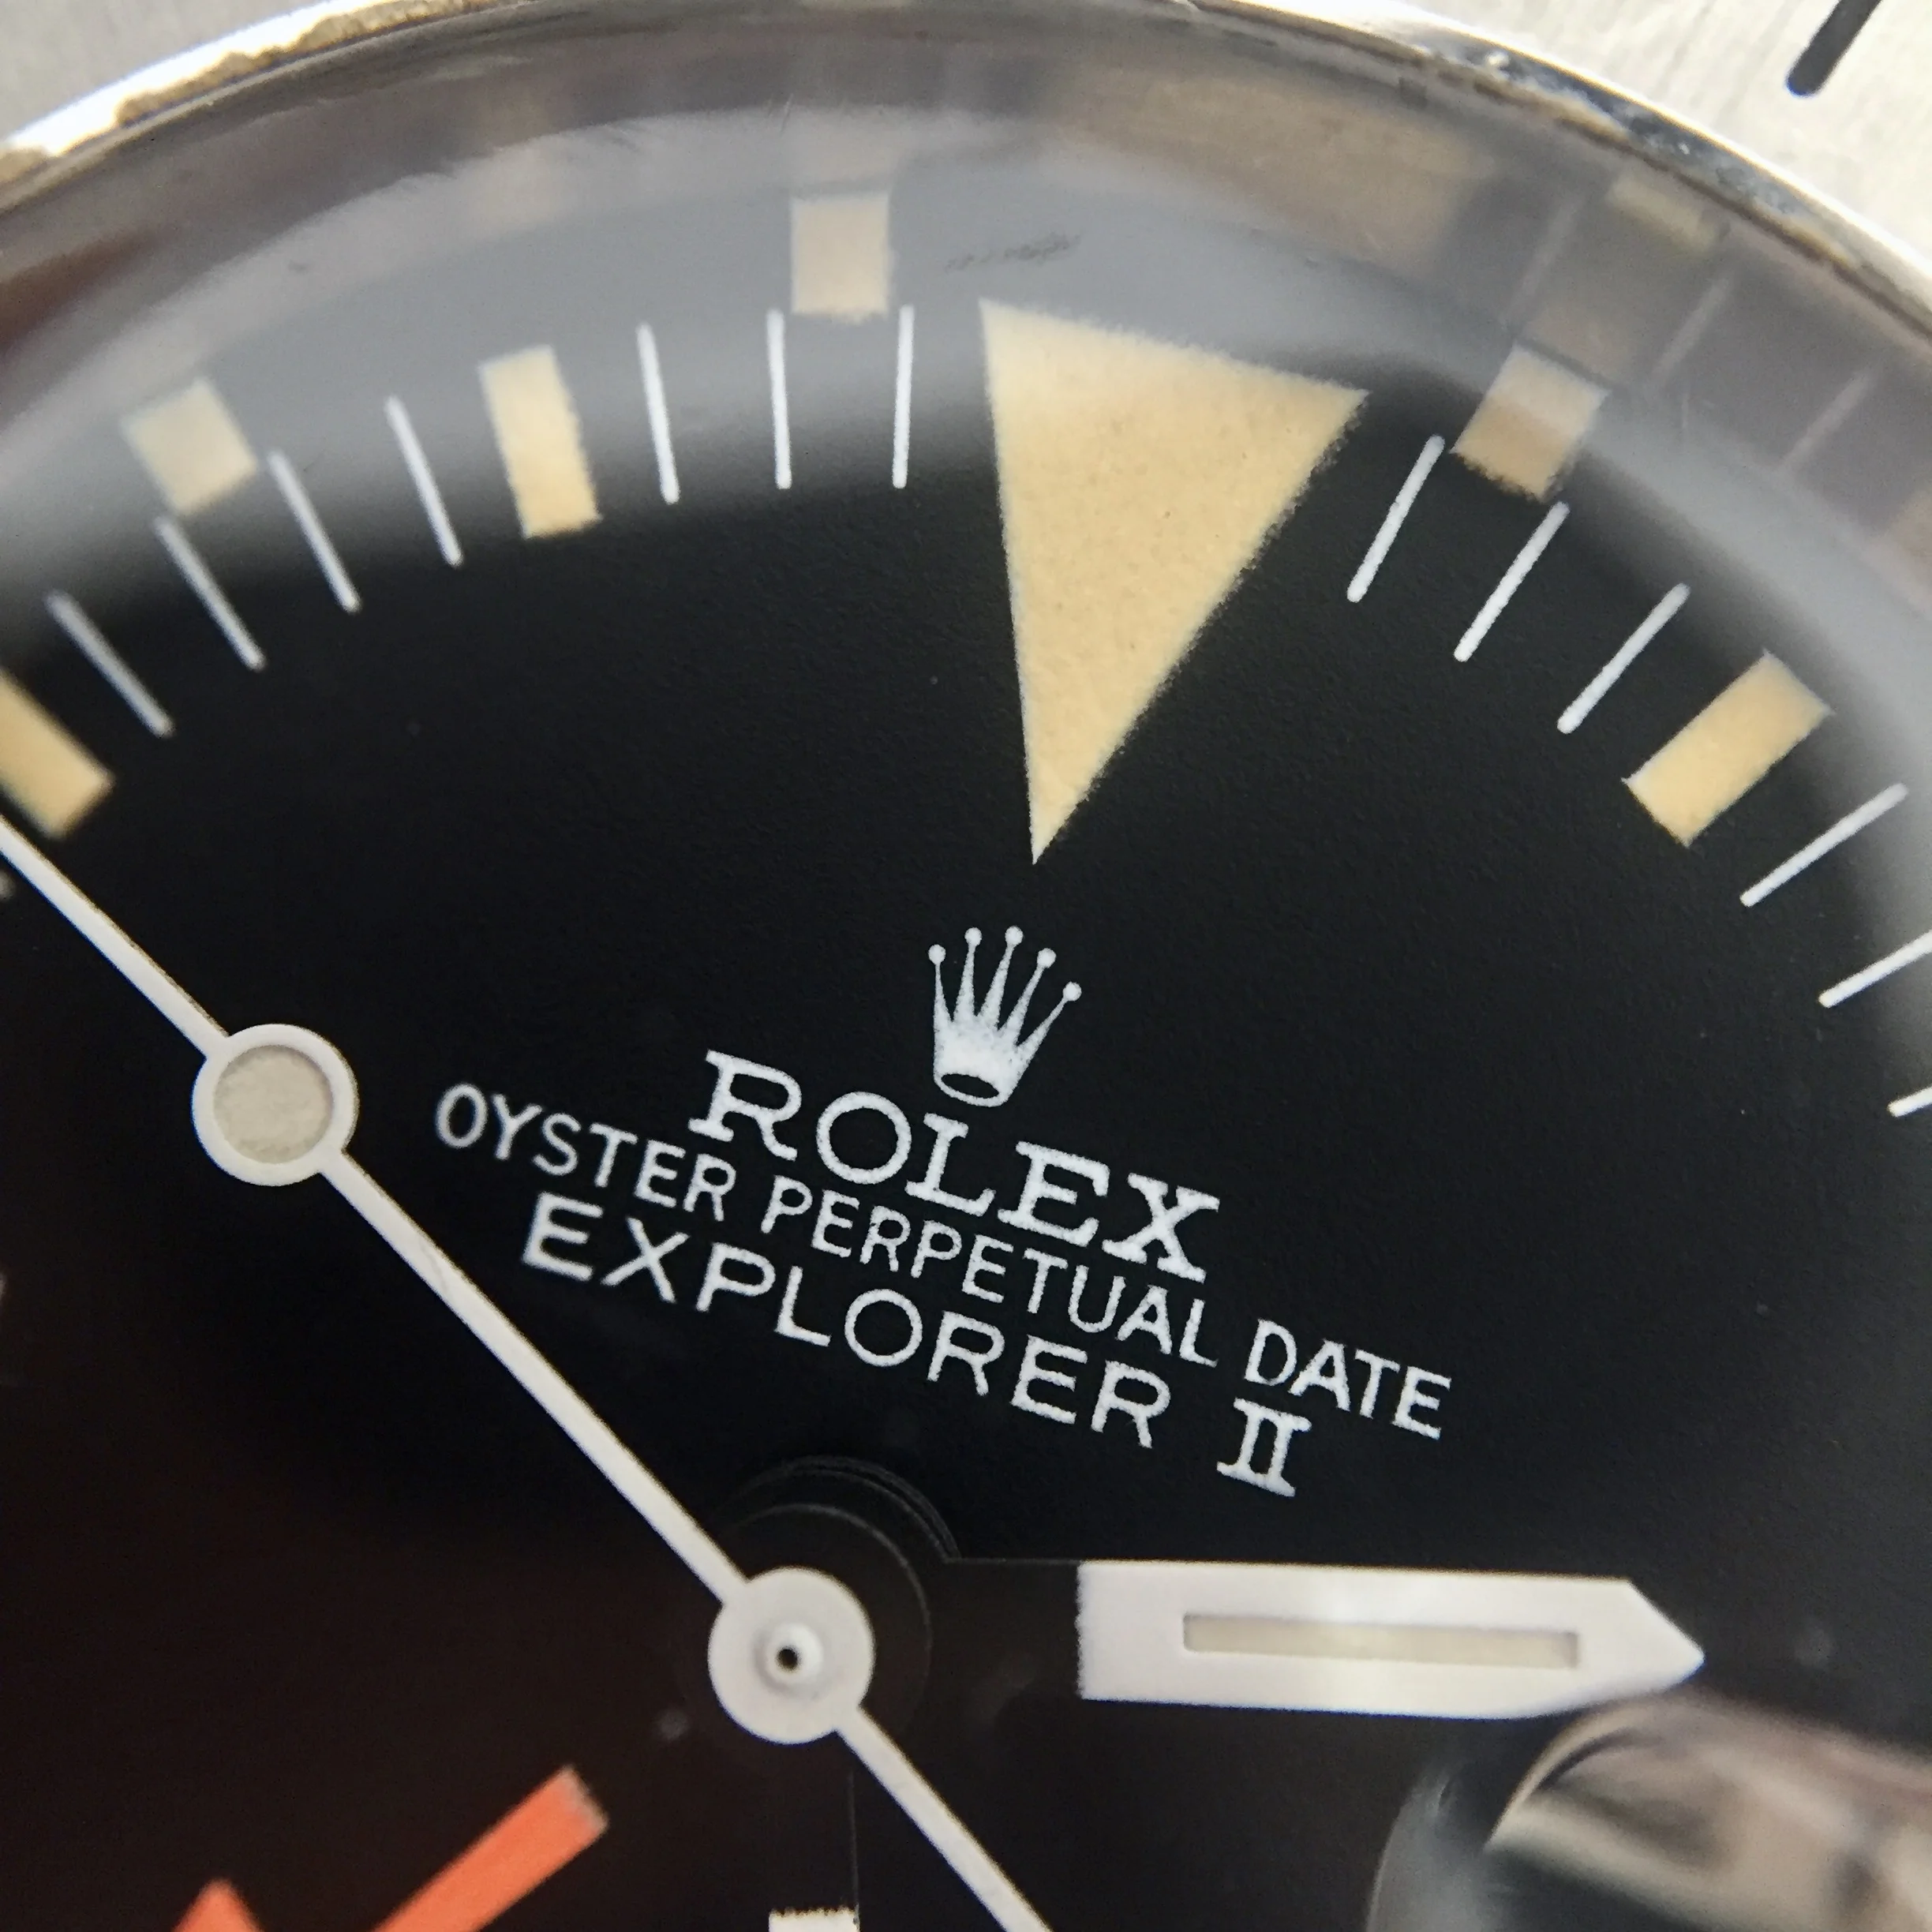 ROLEX
OYSTER PERPETUAL DATE
EXPLORER II